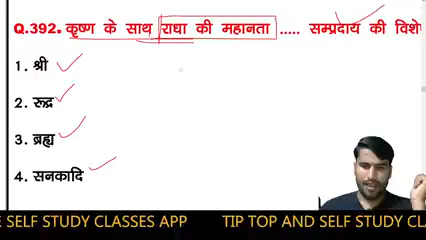 Q.392. कृष्ण के साथ राधा की महानता ..... सम्प्रदाय की
1. श्री
2. रुद्र
3. ब्रह्य
4. सनकादि
SELF STUDY CLASSES APP TIP TOP AND SELF STUDY